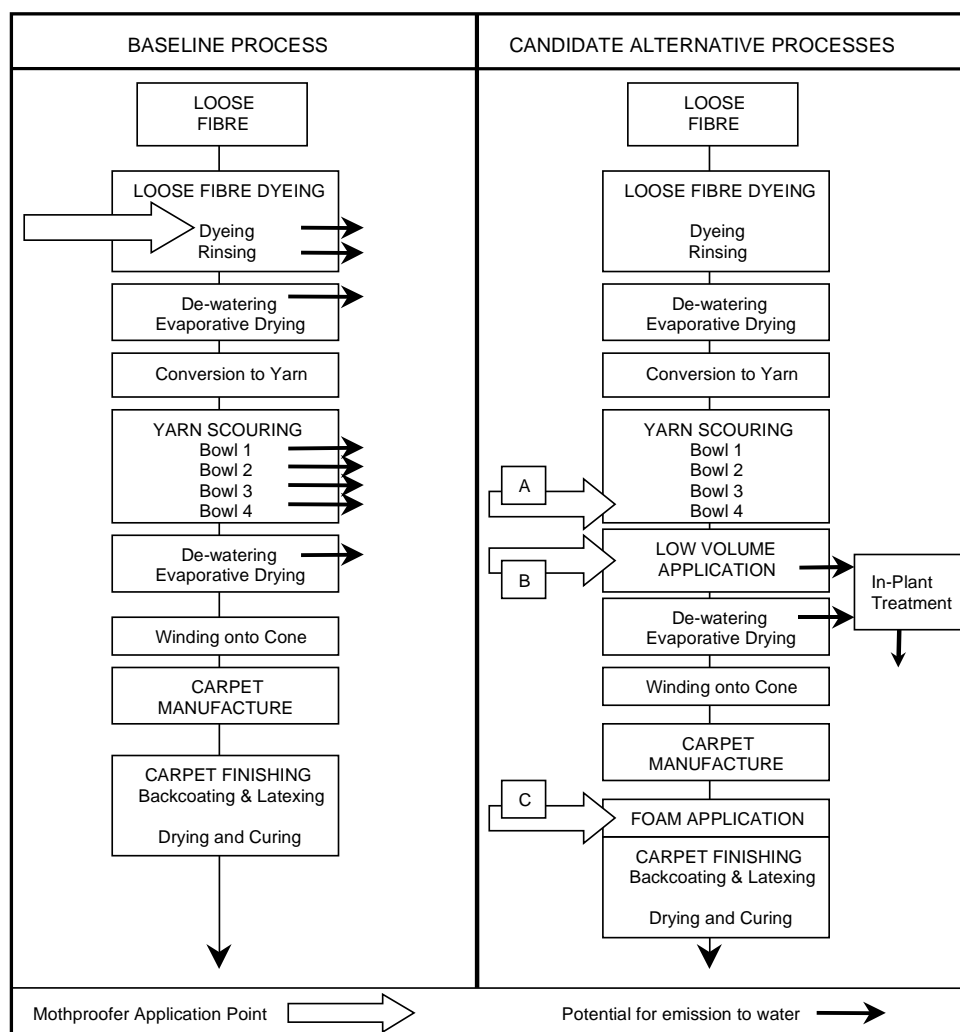 BASELINE PROCESS
LOOSE
FIBRE
LOOSE FIBRE DYEING
Dyeing
Rinsing
De-watering
Evaporative Drying
Conversion to Yarn
YARN SCOURING
Bowl 1
Bowl 2
Bowl 3
Bowl 4
De-watering
Evaporative Drying
Winding onto Cone
CARPET
MANUFACTURE
CARPET FINISHING
Backcoating & Latexing
Drying and Curing
CANDIDATE ALTERNATIVE PROCESSES
LOOSE
FIBRE
LOOSE FIBRE DYEING
Dyeing
Rinsing
De-watering
Evaporative Drying
Conversion to Yarn
YARN SCOURING
Bowl 1
Bowl 2
Bowl 3
Bowl 4
A
LOW VOLUME
APPLICATION
B
In-Plant
Treatment
De-watering
Evaporative Drying
Winding onto Cone
CARPET
MANUFACTURE
C
FOAM APPLICATION
CARPET FINISHING
Backcoating & Latexing
Drying and Curing
Mothproofer Application Point
Potential for emission to water